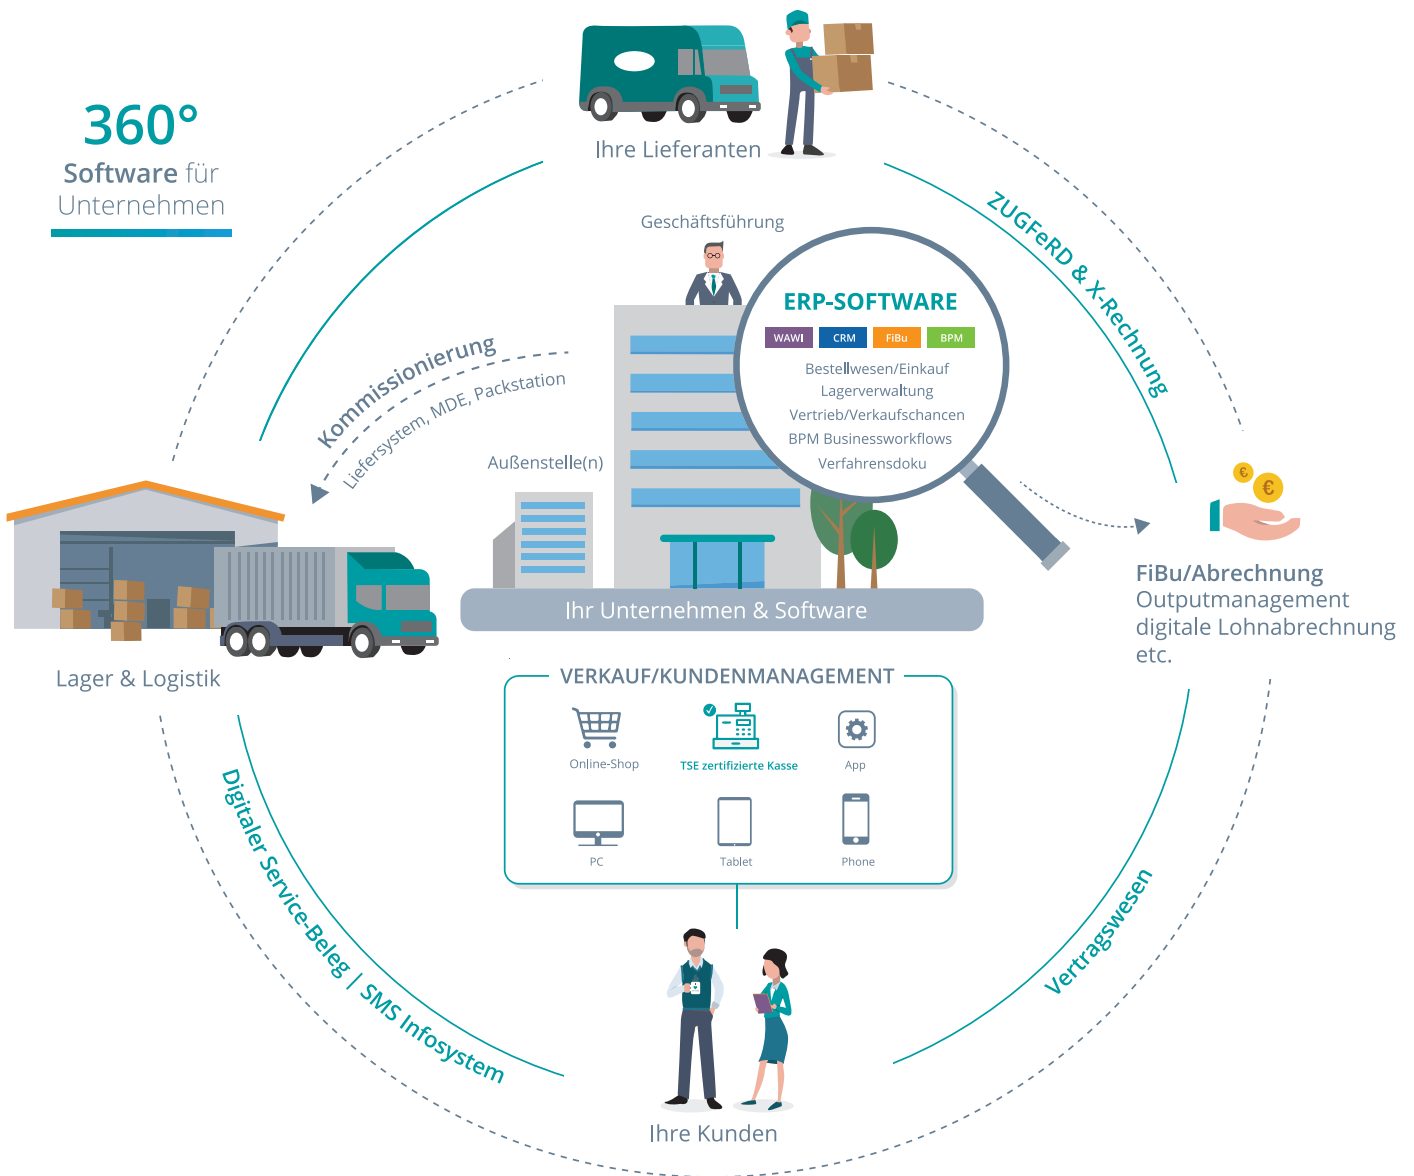 360°
Software für
Unternehmen
Ihre Lieferanten
Geschäftsführung
ZUGFeRD & X-Rechnung
ERP-SOFTWARE
WAWI CRM FiBu BPM
Bestellwesen/Einkauf
Lagerverwaltung
Vertrieb/Verkaufschancen
BPM Businessworkflows
Verfahrensdoku
Kommissionierung
Liefersystem, MDE, Packstation
Außenstelle(n)
€ €
FiBu/Abrechnung
Outputmanagement
digitale Lohnabrechnung
etc.
Ihr Unternehmen & Software
Lager & Logistik
VERKAUF/KUNDENMANAGEMENT
Online-Shop
TSE zertifizierte Kasse
App
PC
Tablet
Phone
Digitaler Service-Beleg | SMS Infosystem
Vertragswesen
Ihre Kunden